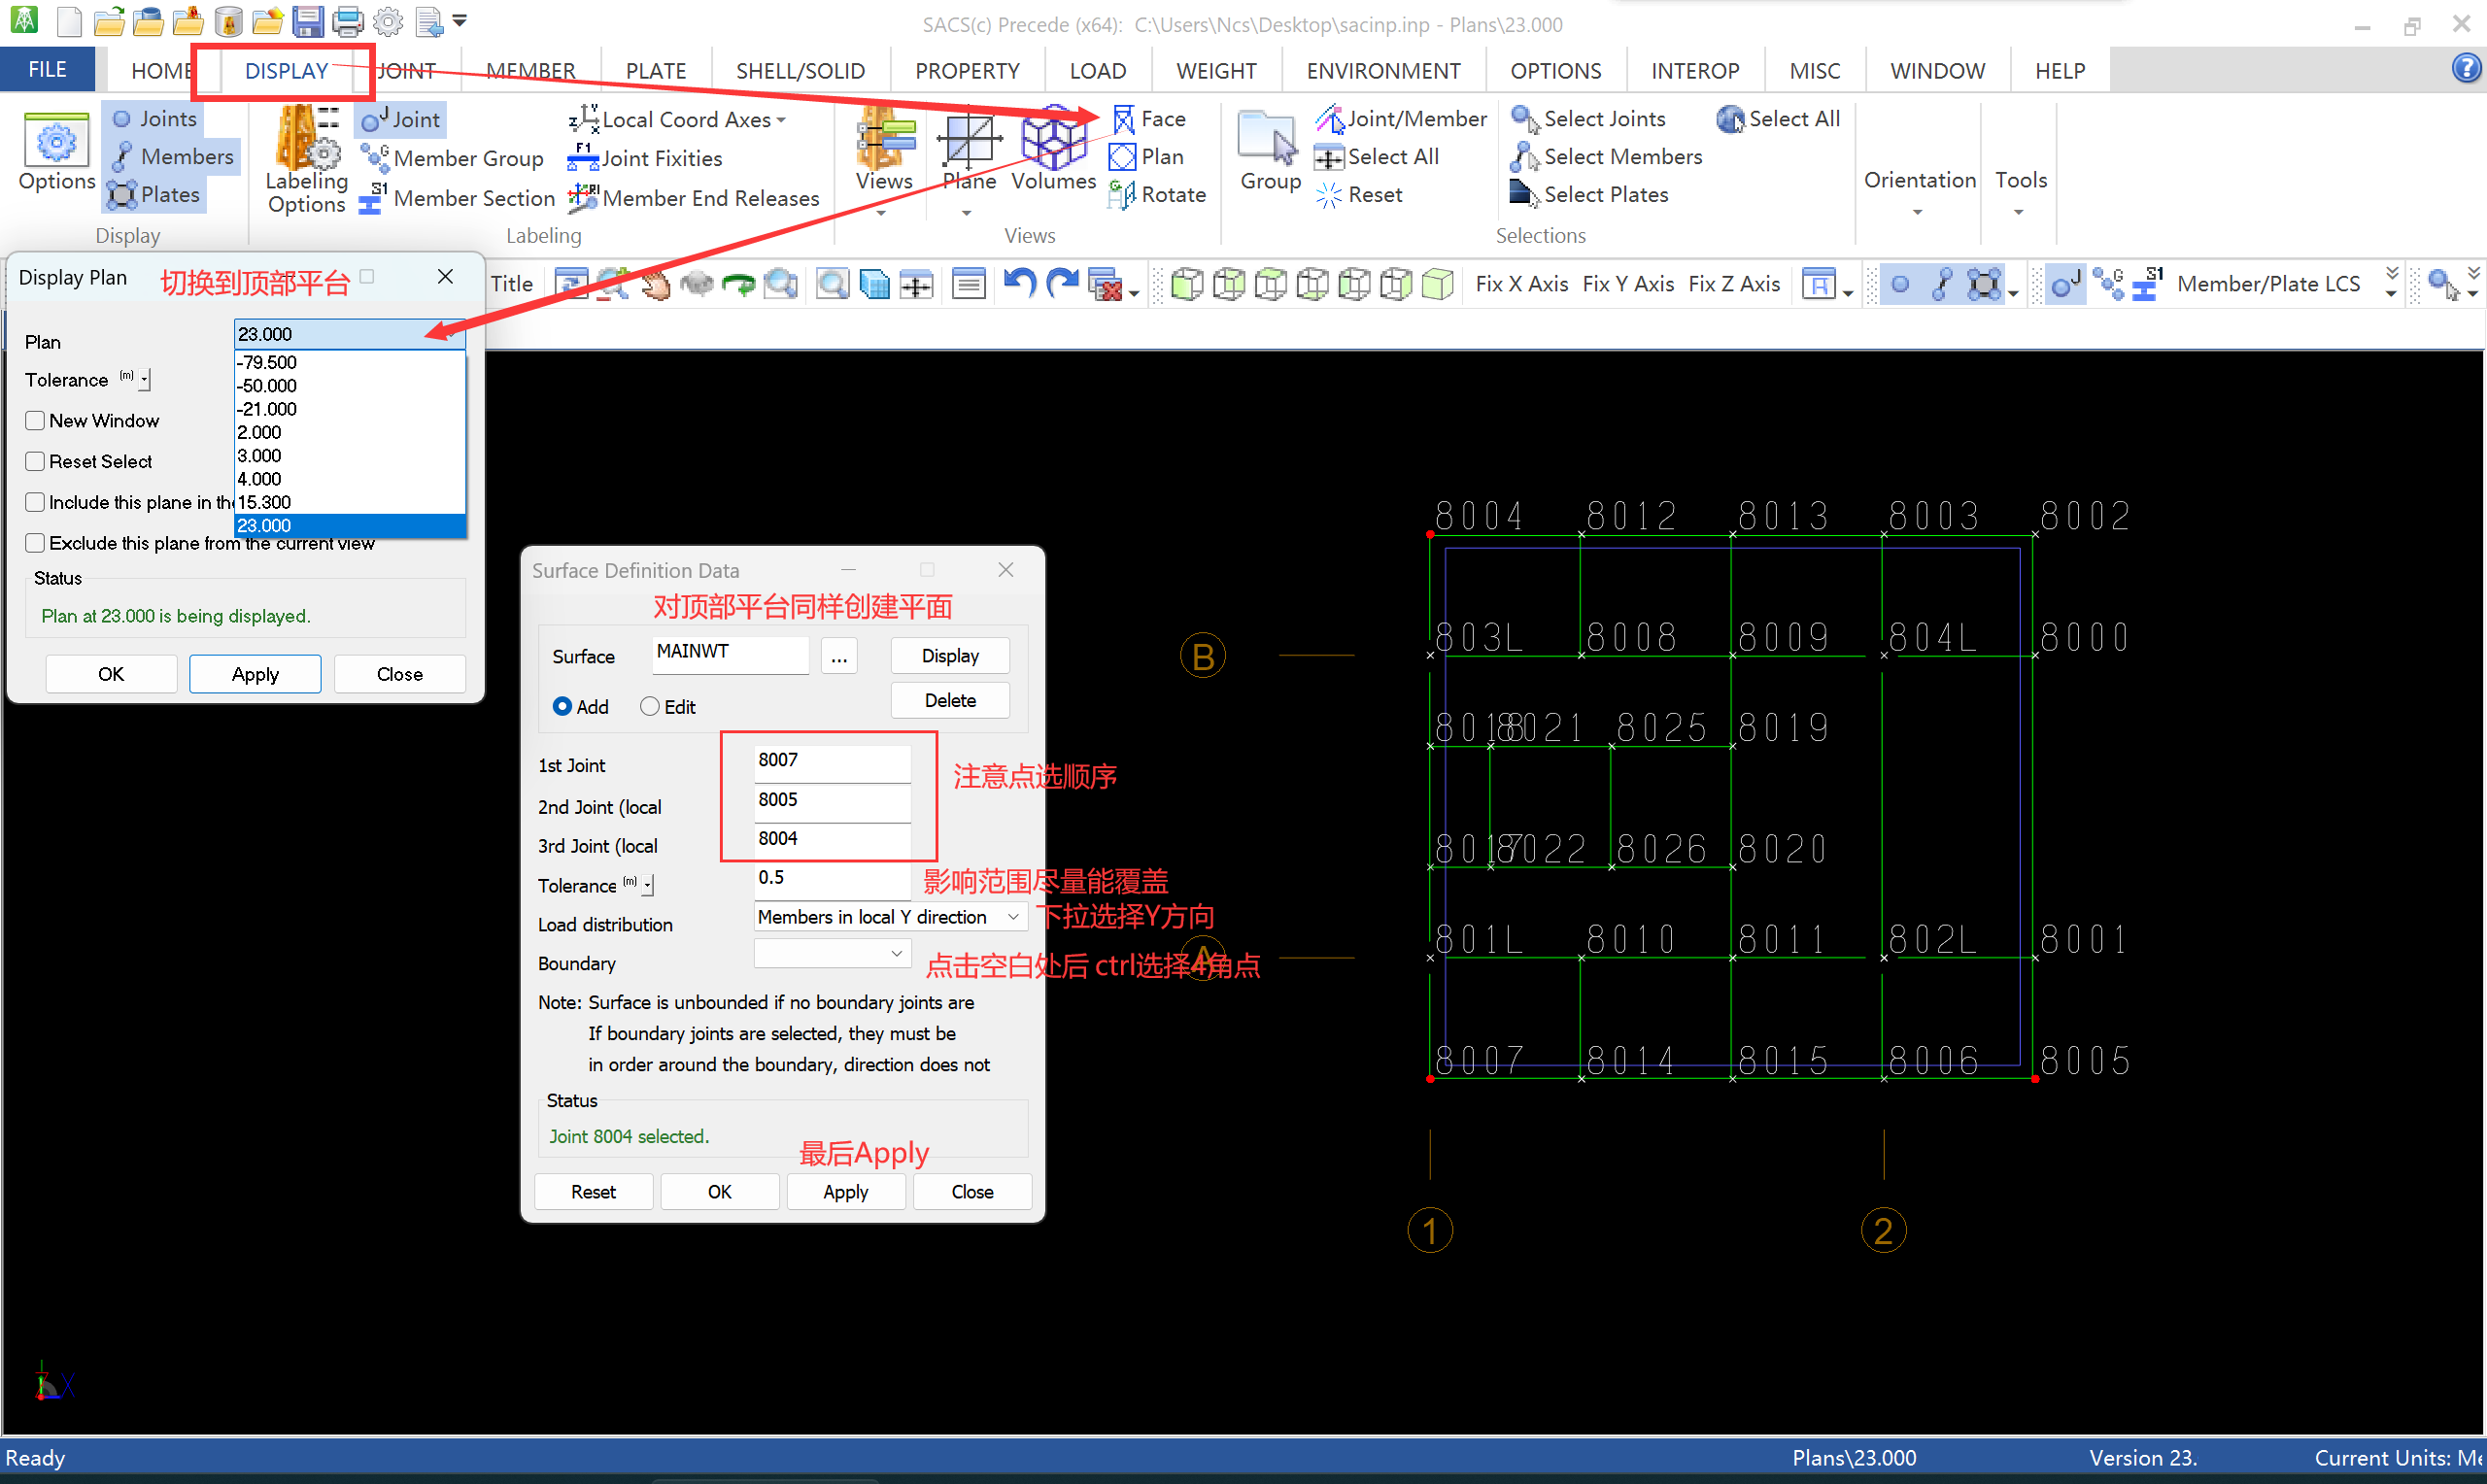 SACS(c) Precede (x64): C:\Users\Ncs\Desktop\sacinp.inp - Plans\23.000
FILE
HOME
DISPLAY
JOINT
MEMBER
PLATE
SHELL/SOLID
PROPERTY
LOAD
WEIGHT
ENVIRONMENT
OPTIONS
INTEROP
MISC
WINDOW
HELP
Options
Joints
Members
Plates
Display
Labeling
Options
Joint
Member Group
Member Section
Local Coord Axes
Joint Fixities
Member End Releases
Labeling
Views
Plane
Volumes
Face
Plan
Rotate
Views
Group
Joint/Member
Select All
Reset
Select Joints
Select Members
Select Plates
Select All
Selections
Orientation
Tools
Title
Fix X Axis
Fix Y Axis
Fix Z Axis
Member/Plate LCS
Display Plan
切换到顶部平台
Plan
23.000
-79.500
-50.000
-21.000
2.000
3.000
4.000
15.300
23.000
Tolerance (m)
New Window
Reset Select
Include this plane in the
Exclude this plane from the current view
Status
Plan at 23.000 is being displayed.
OK
Apply
Close
Surface Definition Data
对顶部平台同样创建平面
Surface
MAINWT
...
Display
Add
Edit
Delete
1st Joint
8007
2nd Joint (local
8005
3rd Joint (local
8004
注意点选顺序
Tolerance (m)
0.5
影响范围尽量能覆盖
Load distribution
Members in local Y direction
下拉选择Y方向
Boundary
点击空白处后 ctrl选择4角点
Note: Surface is unbounded if no boundary joints are
If boundary joints are selected, they must be
in order around the boundary, direction does not
Status
Joint 8004 selected.
最后Apply
Reset
OK
Apply
Close
8004 8012 8013 8003 8002
B
803L 8008 8009 804L 8000
8018 8021 8025 8019
8017 8022 8026 8020
A
801L 8010 8011 802L 8001
8007 8014 8015 8006 8005
1
2
X
Ready
Plans\23.000
Version 23.
Current Units: Me